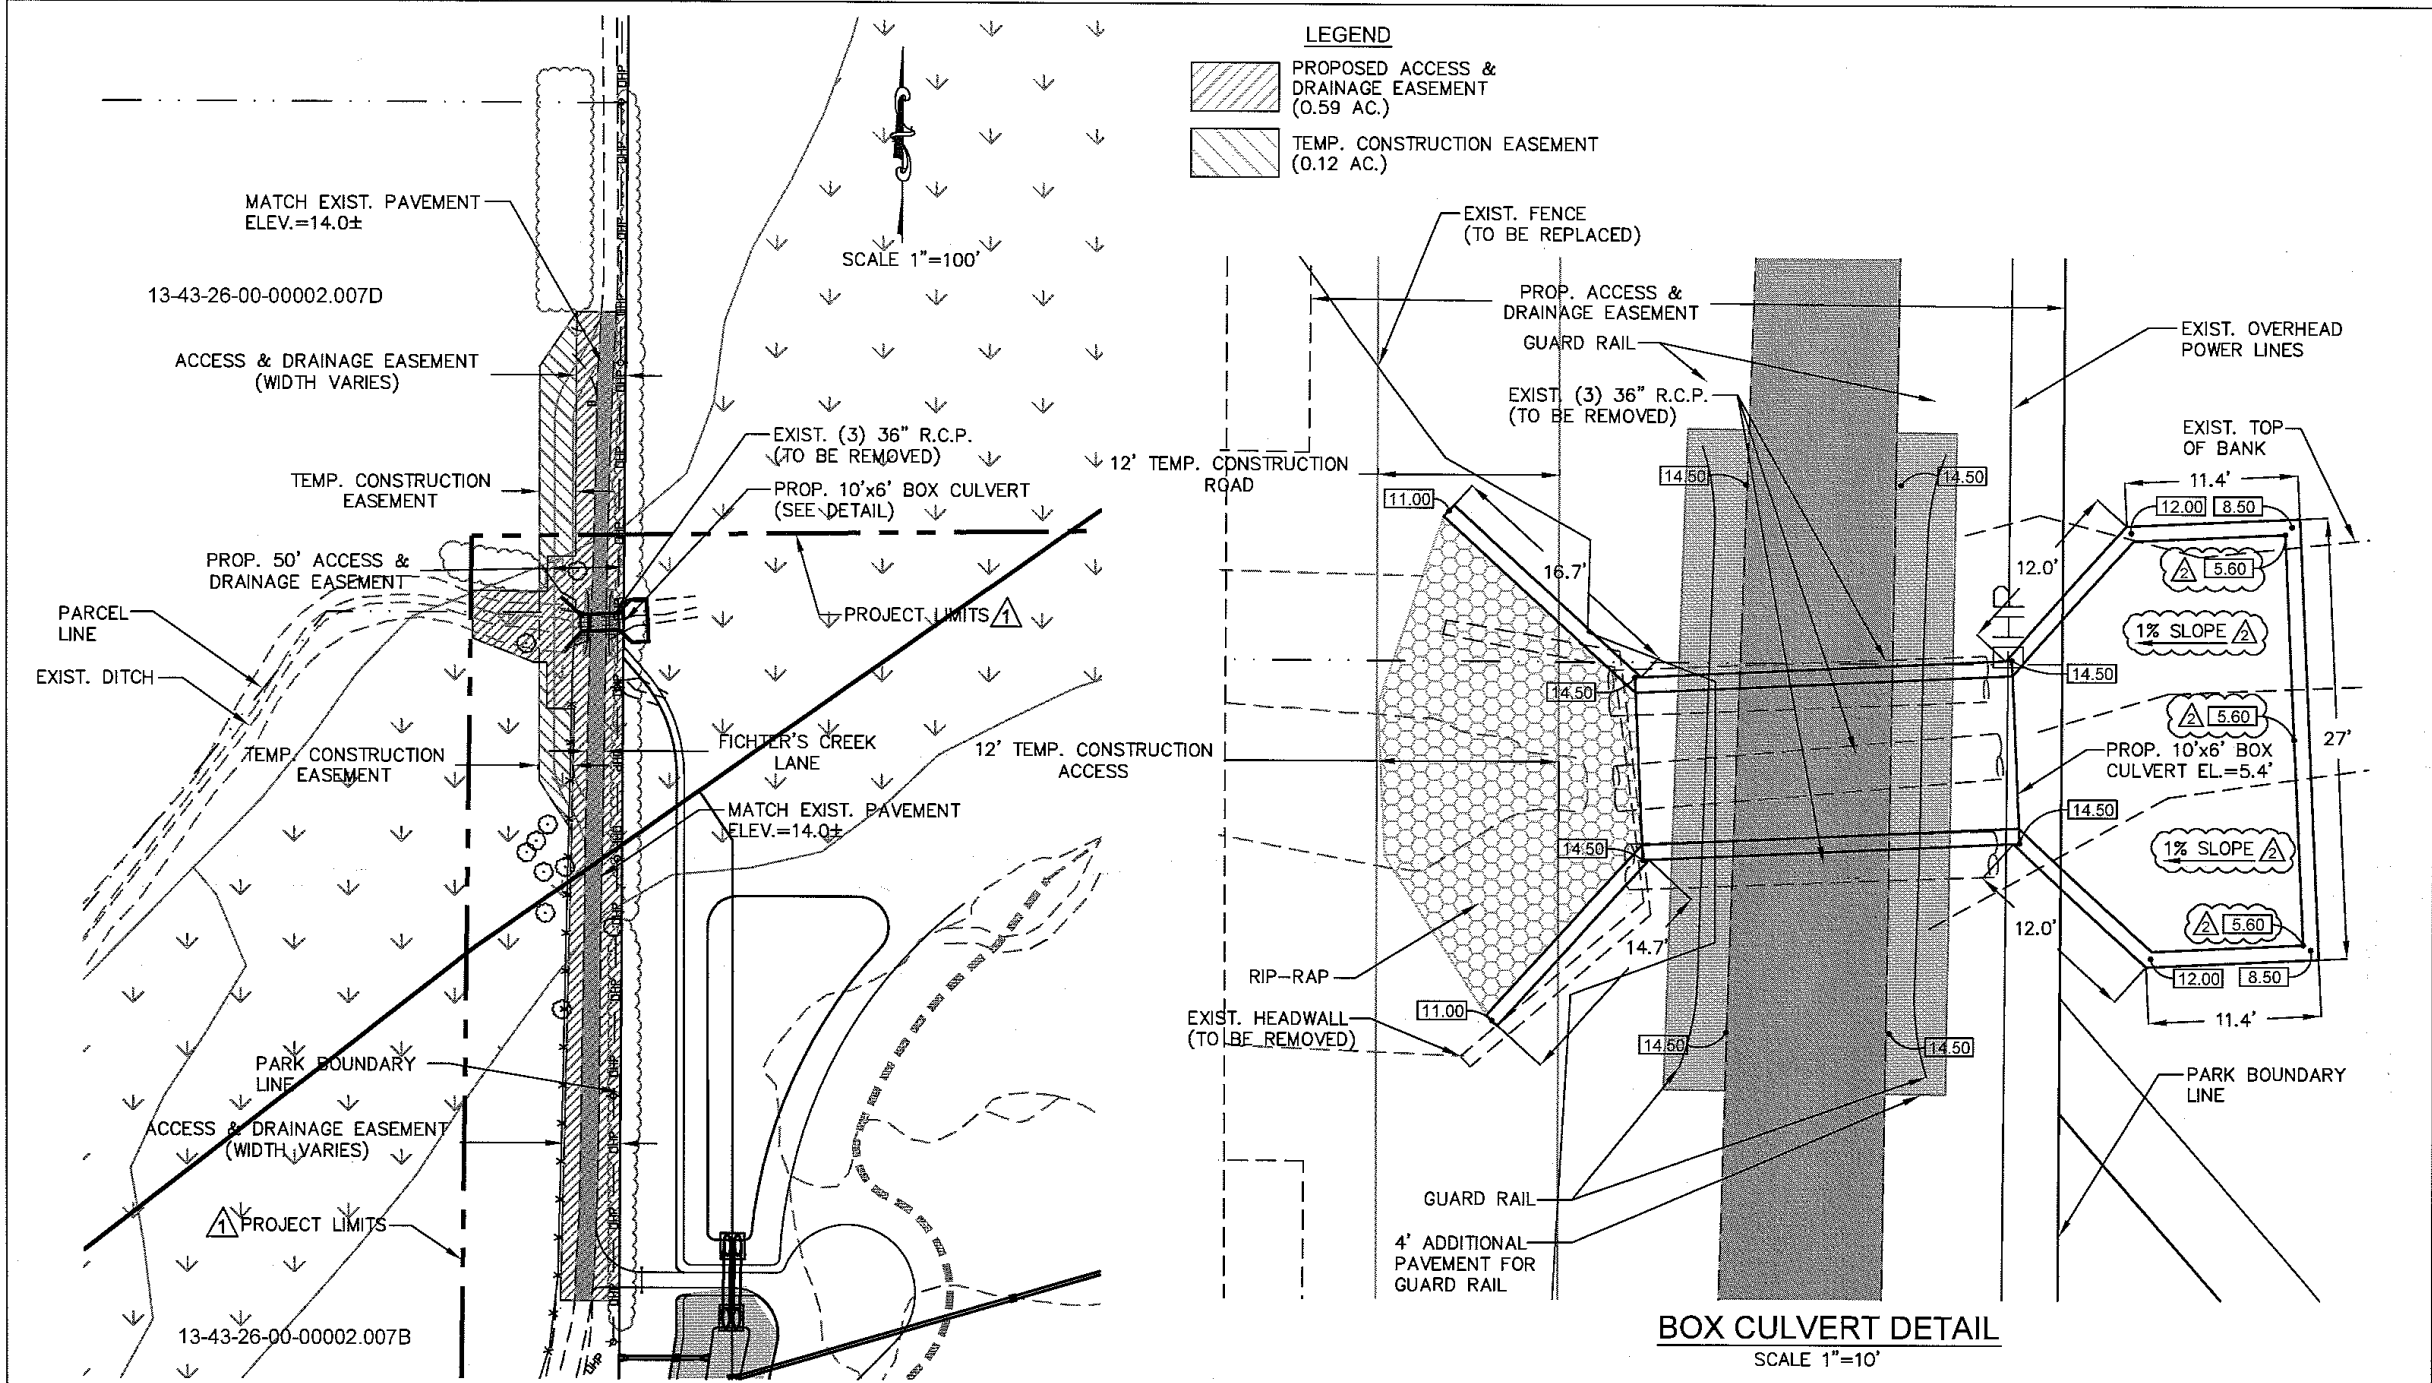 MATCH EXIST. PAVEMENT
ELEV.=14.0±
SCALE 1"=100'
13-43-26-00-00002.007D
ACCESS & DRAINAGE EASEMENT
(WIDTH VARIES)
EXIST. (3) 36" R.C.P.
(TO BE REMOVED)
TEMP. CONSTRUCTION
EASEMENT
PROP. 10'x6' BOX CULVERT
(SEE DETAIL)
PROP. 50' ACCESS &
DRAINAGE EASEMENT
PARCEL
LINE
PROJECT LIMITS 1
EXIST. DITCH
TEMP. CONSTRUCTION
EASEMENT
FICHTER'S CREEK
LANE
MATCH EXIST. PAVEMENT
ELEV.=14.0±
PARK BOUNDARY
LINE
ACCESS & DRAINAGE EASEMENT
(WIDTH VARIES)
1 PROJECT LIMITS
13-43-26-00-00002.007B
OHP
LEGEND
PROPOSED ACCESS &
DRAINAGE EASEMENT
(0.59 AC.)
TEMP. CONSTRUCTION EASEMENT
(0.12 AC.)
EXIST. FENCE
(TO BE REPLACED)
PROP. ACCESS &
DRAINAGE EASEMENT
GUARD RAIL
EXIST. OVERHEAD
POWER LINES
EXIST. (3) 36" R.C.P.
(TO BE REMOVED)
EXIST. TOP
OF BANK
12' TEMP. CONSTRUCTION
ROAD
14.50
14.50
11.4'
11.00
12.00
8.50
16.7'
12.0'
2 5.60
1% SLOPE 2
14.50
14.50
2 5.60
12' TEMP. CONSTRUCTION
ACCESS
PROP. 10'x6' BOX
CULVERT EL.=5.4'
27'
14.50
14.50
1% SLOPE 2
2 5.60
12.0'
14.7'
RIP-RAP
12.00
8.50
11.00
11.4'
EXIST. HEADWALL
(TO BE REMOVED)
14.50
14.50
PARK BOUNDARY
LINE
GUARD RAIL
4' ADDITIONAL
PAVEMENT FOR
GUARD RAIL
BOX CULVERT DETAIL
SCALE 1"=10'